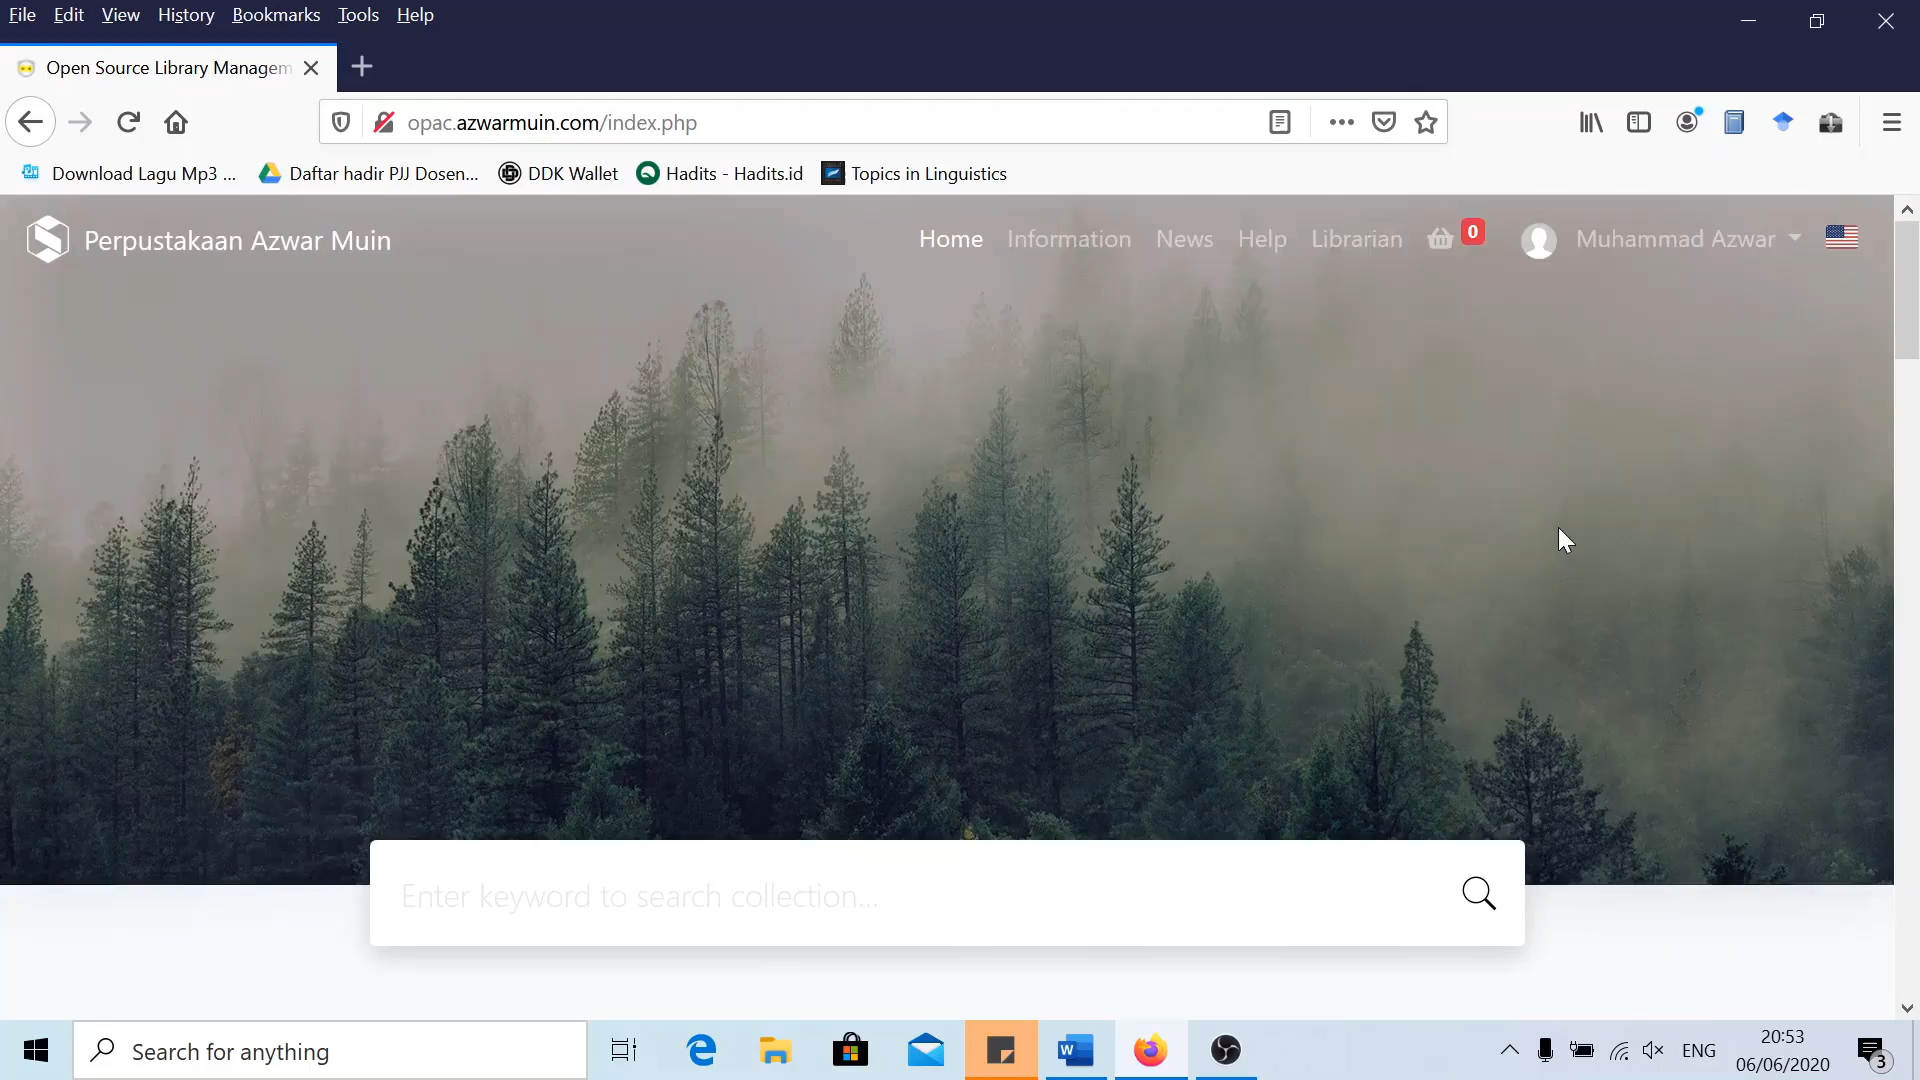 File Edit View History Bookmarks Tools Help
Open Source Library Managem
opac.azwarmuin.com/index.php
Download Lagu Mp3 ... Daftar hadir PJJ Dosen... DDK Wallet Hadits - Hadits.id Topics in Linguistics
Perpustakaan Azwar Muin Home Information News Help Librarian 0 Muhammad Azwar
Enter keyword to search collection...
Search for anything
W
ENG
20:53
06/06/2020
3